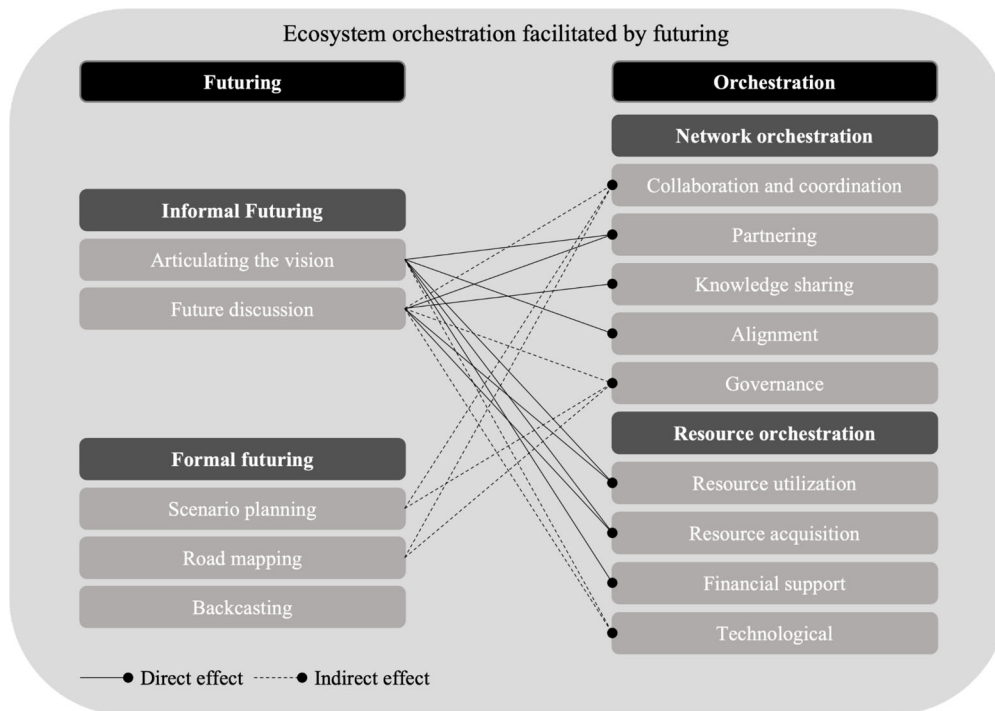 Ecosystem orchestration facilitated by futuring
Futuring
Informal Futuring
Articulating the vision
Future discussion
Formal futuring
Scenario planning
Road mapping
Backcasting
Orchestration
Network orchestration
Collaboration and coordination
Partnering
Knowledge sharing
Alignment
Governance
Resource orchestration
Resource utilization
Resource acquisition
Financial support
Technological
Direct effect
Indirect effect